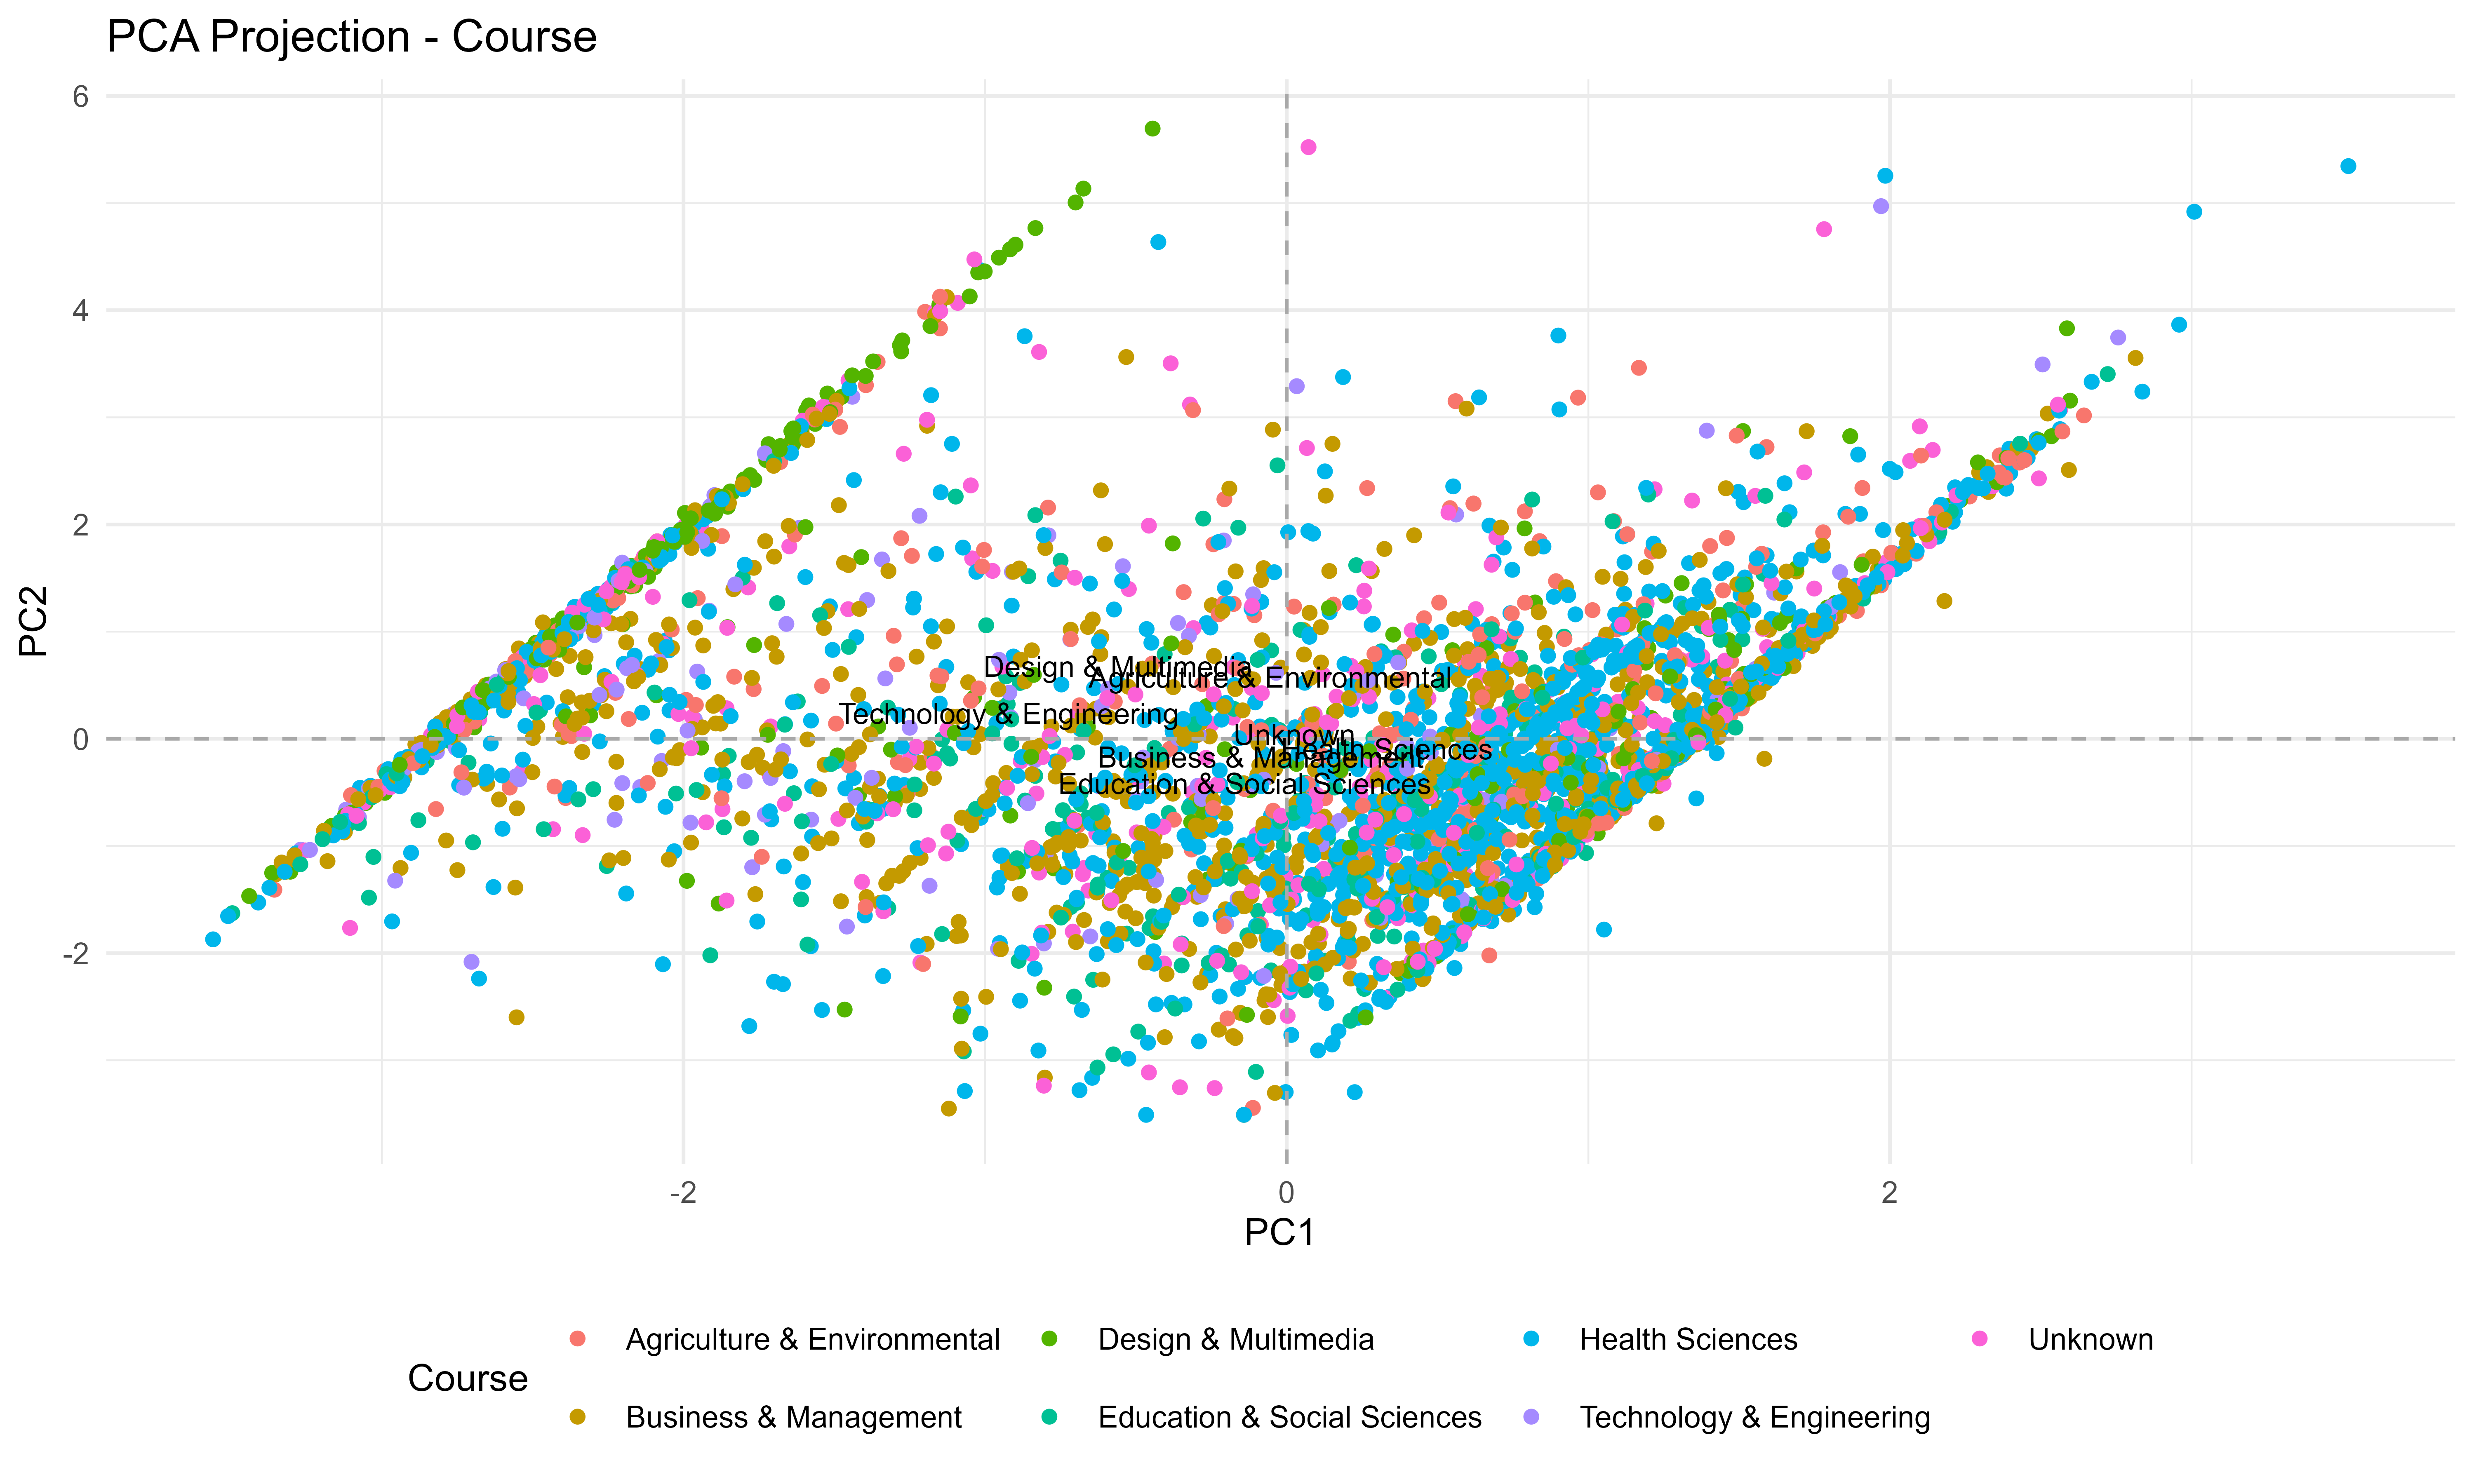 PCA Projection - Course
6
4
2
0
-2
PC2
Design & Multimedia
Agriculture & Environmental
Technology & Engineering
Unknown
Health Sciences
Business & Management
Education & Social Sciences
-2
0
2
PC1
Course
Agriculture & Environmental
Design & Multimedia
Health Sciences
Unknown
Business & Management
Education & Social Sciences
Technology & Engineering